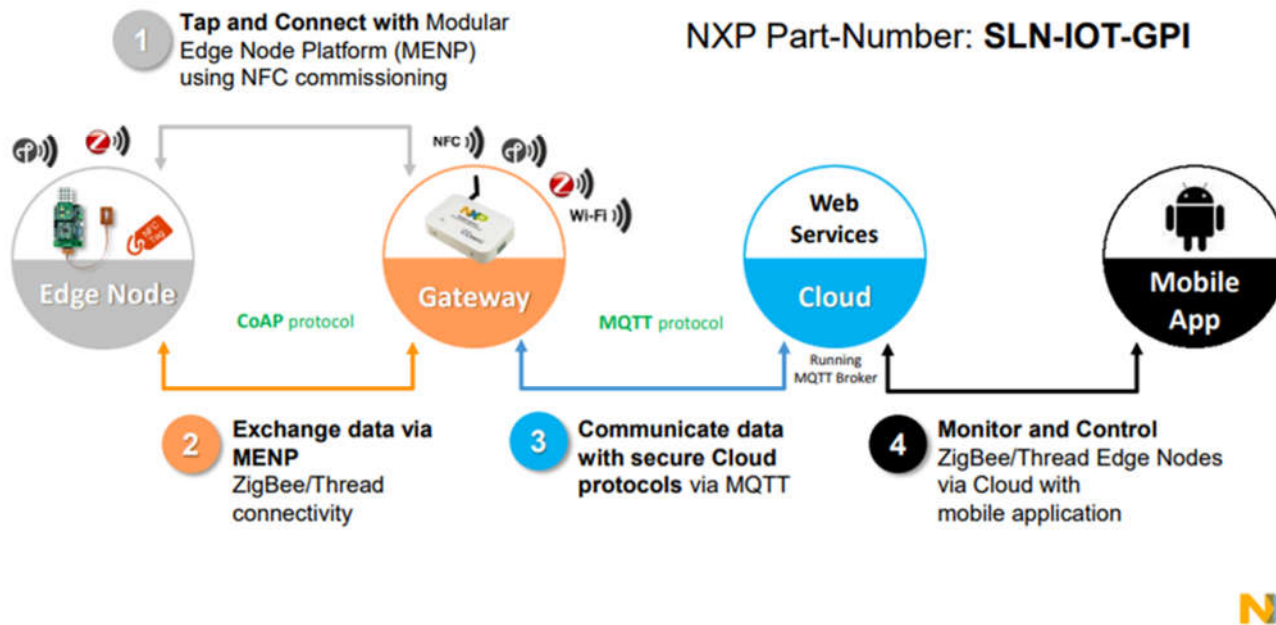 1
Tap and Connect with Modular
Edge Node Platform (MENP)
using NFC commissioning
NXP Part-Number: SLN-IOT-GPI
NFC
Wi-Fi
NFC
Tag
NXP
Edge Node
Gateway
Web
Services
Cloud
Mobile
App
CoAP protocol
MQTT protocol
Running
MQTT Broker
2
Exchange data via
MENP
ZigBee/Thread
connectivity
3
Communicate data
with secure Cloud
protocols via MQTT
4
Monitor and Control
ZigBee/Thread Edge Nodes
via Cloud with
mobile application